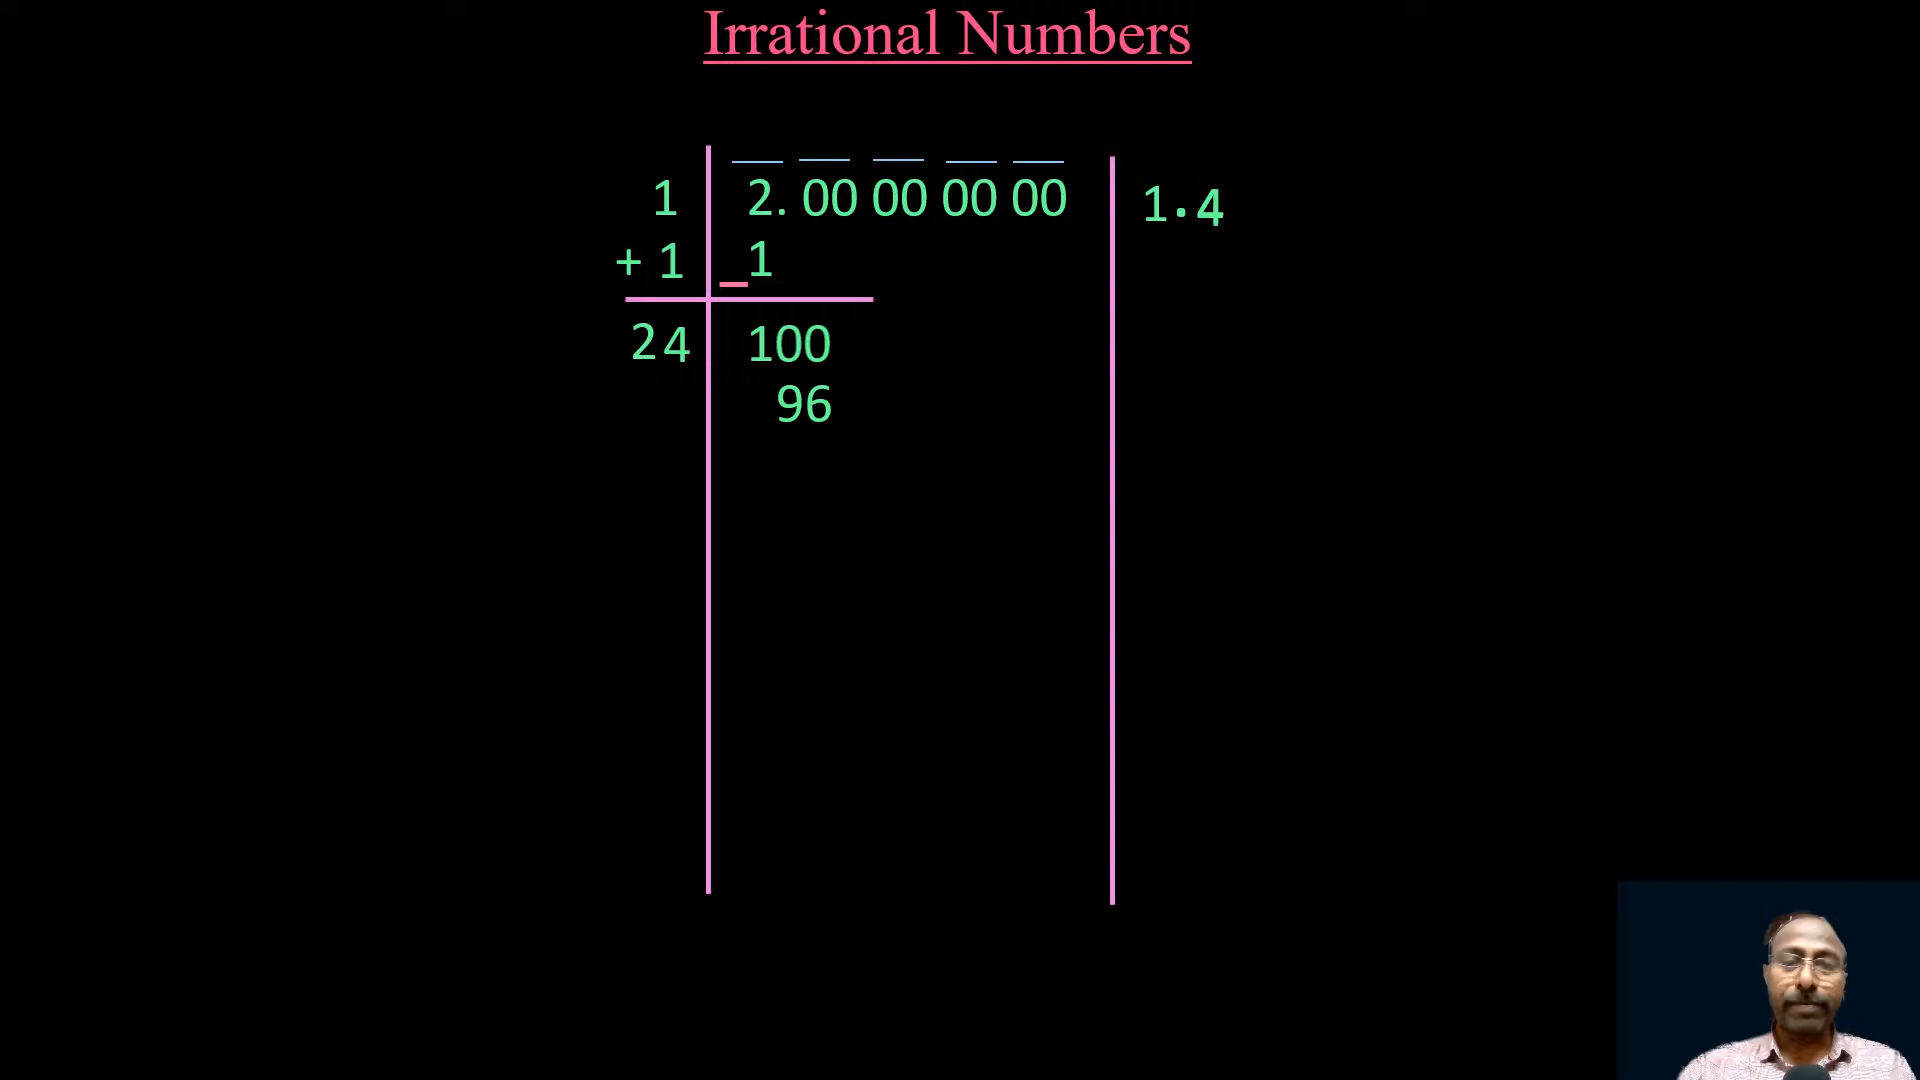 Irrational Numbers
1 2. 00 00 00 00 1.4
+ 1 _ 1
24 100
96